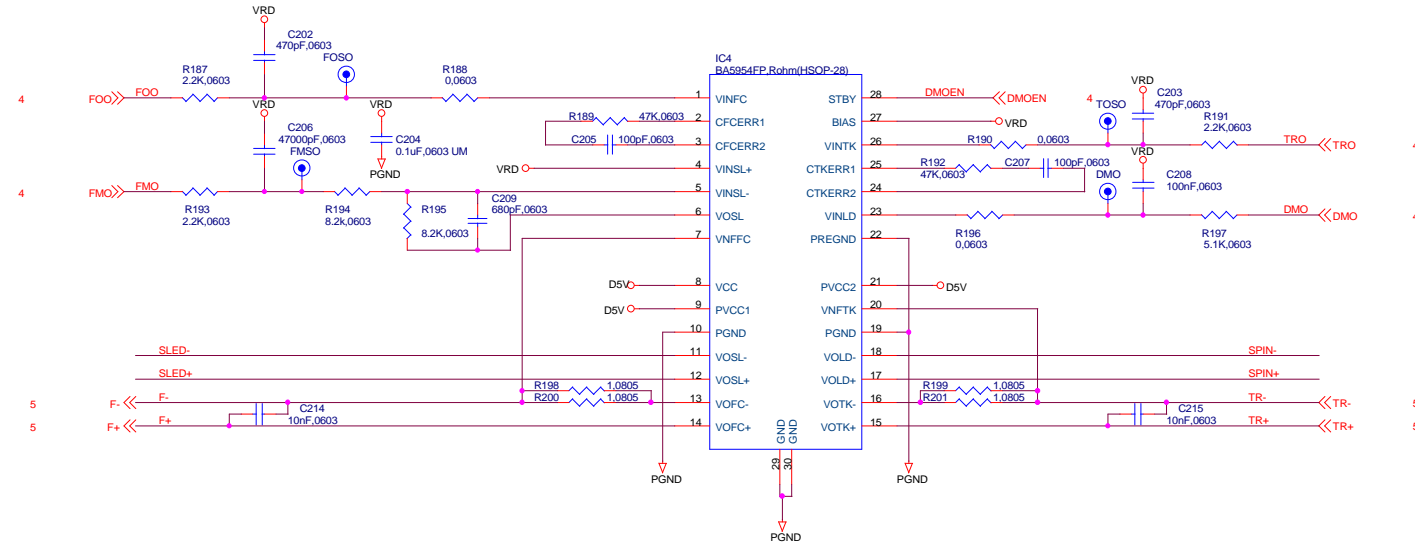 VRD
C202
470pF,0603
FOSO
R187
2.2K,0603
R188
0,0603
4
FOO
FOO
VRD
VRD
C206
47000pF,0603
FMSO
C204
0.1uF,0603 UM
PGND
R189
47K,0603
C205
100pF,0603
VRD
4
FMO
FMO
R193
2.2K,0603
R194
8.2k,0603
R195
8.2K,0603
C209
680pF,0603
D5V
D5V
SLED-
SLED+
R198
1,0805
R200
1,0805
5
F-
F-
C214
10nF,0603
5
F+
F+
PGND
IC4
BA5954FP,Rohm(HSOP-28)
1 VINFC
2 CFCERR1
3 CFCERR2
4 VINSL+
5 VINSL-
6 VOSL
7 VNFFC
8 VCC
9 PVCC1
10 PGND
11 VOSL-
12 VOSL+
13 VOFC-
14 VOFC+
STBY 28
BIAS 27
VINTK 26
CTKERR1 25
CTKERR2 24
VINLD 23
PREGND 22
PVCC2 21
VNFTK 20
PGND 19
VOLD- 18
VOLD+ 17
VOTK- 16
VOTK+ 15
GND
GND
29
30
PGND
DMOEN
DMOEN
VRD
4
TOSO
VRD
C203
470pF,0603
R191
2.2K,0603
R190
0,0603
TRO
TRO
4
R192
47K,0603
C207
100pF,0603
VRD
DMO
C208
100nF,0603
R196
0,0603
R197
5.1K,0603
DMO
DMO
4
D5V
SPIN-
SPIN+
R199
1,0805
R201
1,0805
TR-
TR-
5
C215
10nF,0603
TR+
TR+
5
PGND